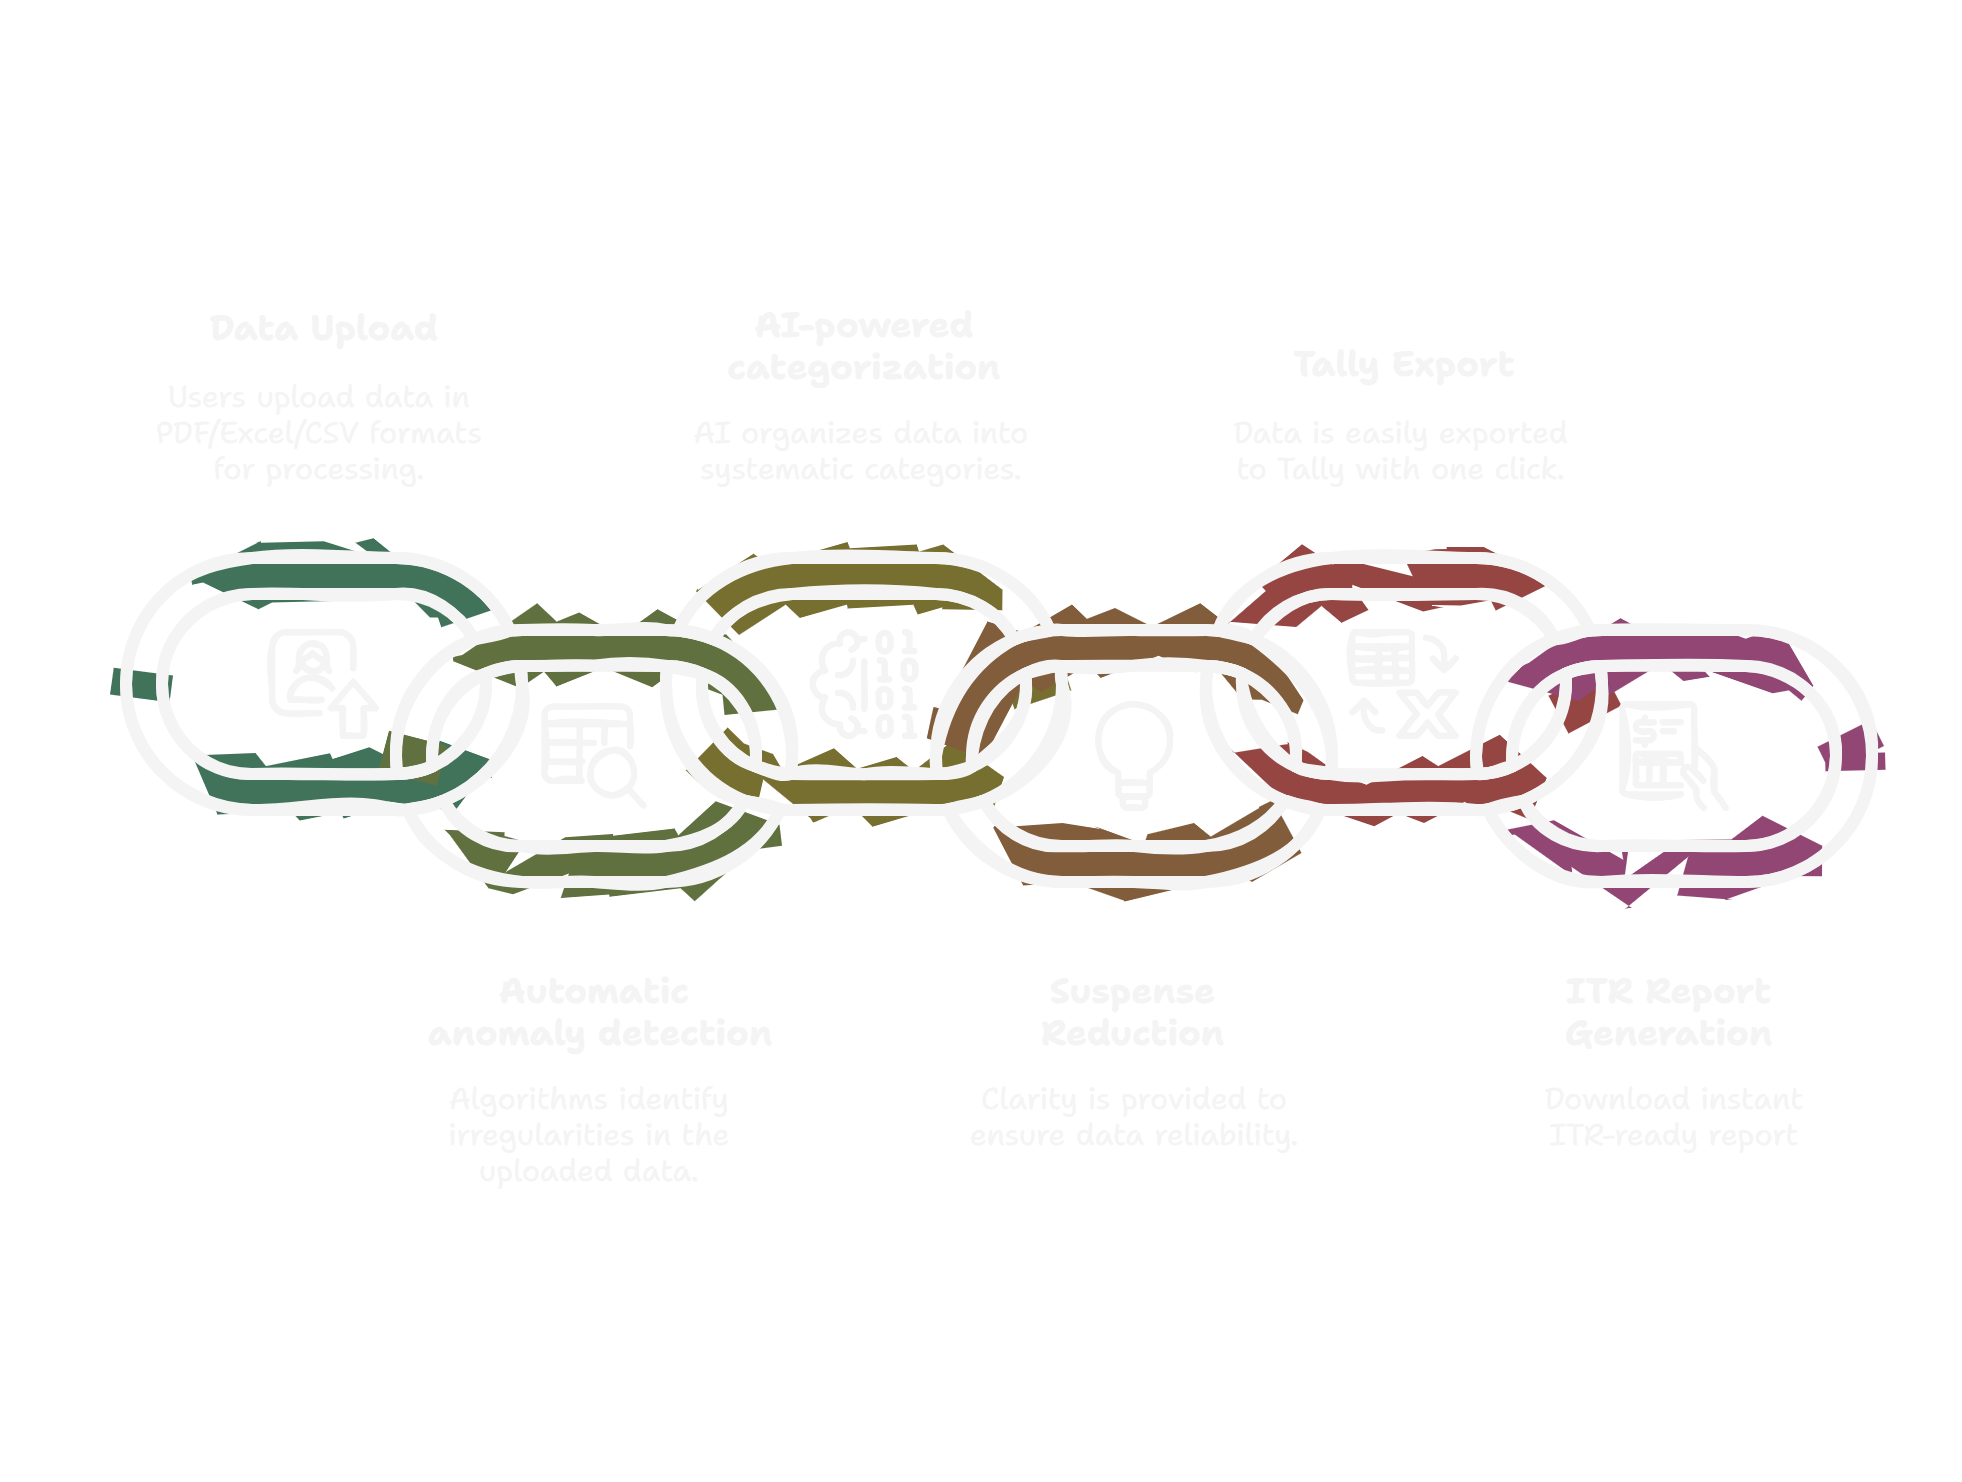 Data Upload
Users upload data in
PDF/Excel/CSV formats
for processing.
Automatic
anomaly detection
Algorithms identify
irregularities in the
uploaded data.
AI-powered
categorization
AI organizes data into
systematic categories.
01
10
01
01
Suspense
Reduction
Clarity is provided to
ensure data reliability.
Tally Export
Data is easily exported
to Tally with one click.
X
ITR Report
Generation
Download instant
ITR-ready report
$